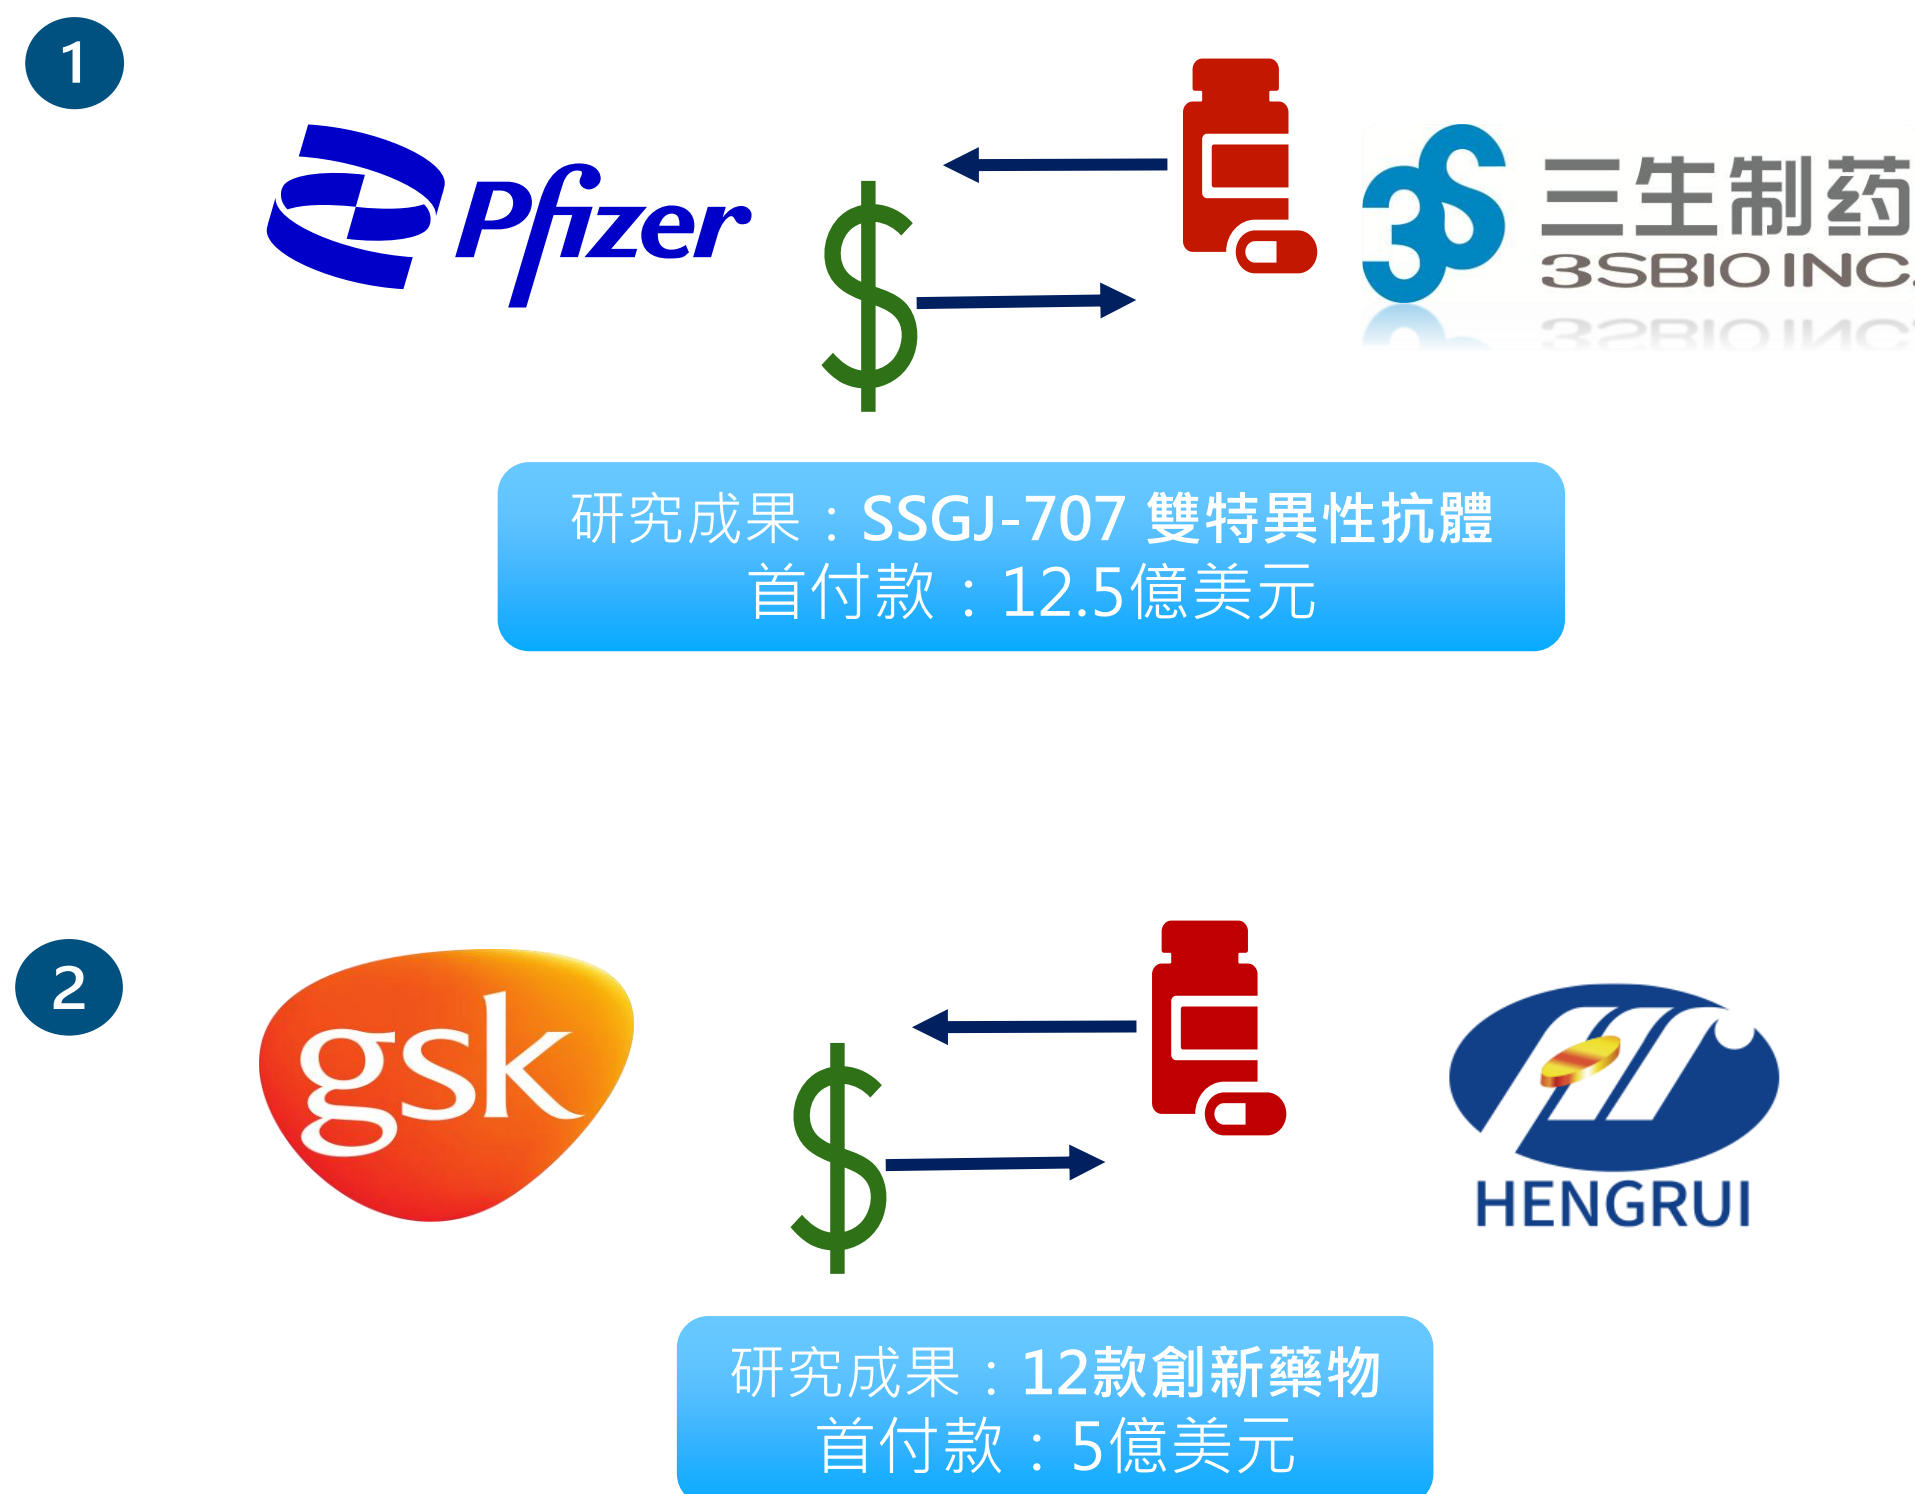 1
Pfizer
三生制药
3SBIO INC.
研究成果：SSGJ-707 雙特異性抗體
首付款：12.5億美元
2
gsk
HENGRUI
研究成果：12款創新藥物
首付款：5億美元